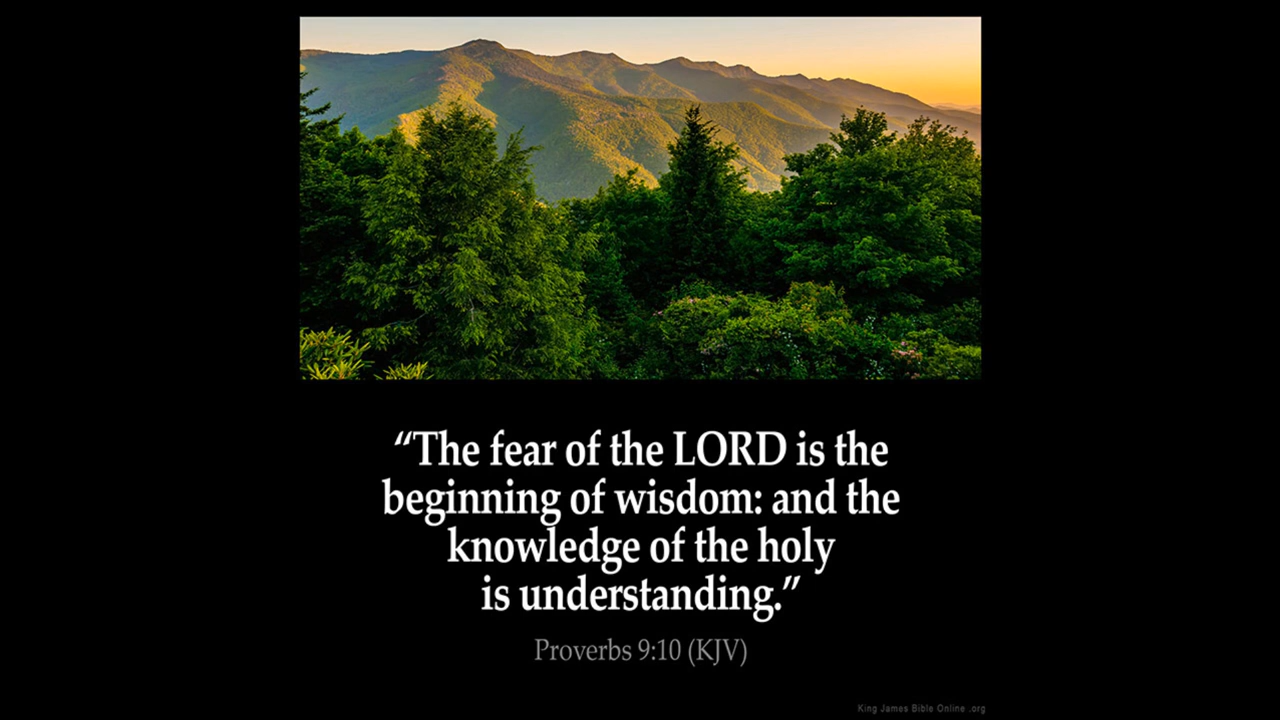 “The fear of the LORD is the
beginning of wisdom: and the
knowledge of the holy
is understanding.”
Proverbs 9:10 (KJV)
King James Bible Online .org